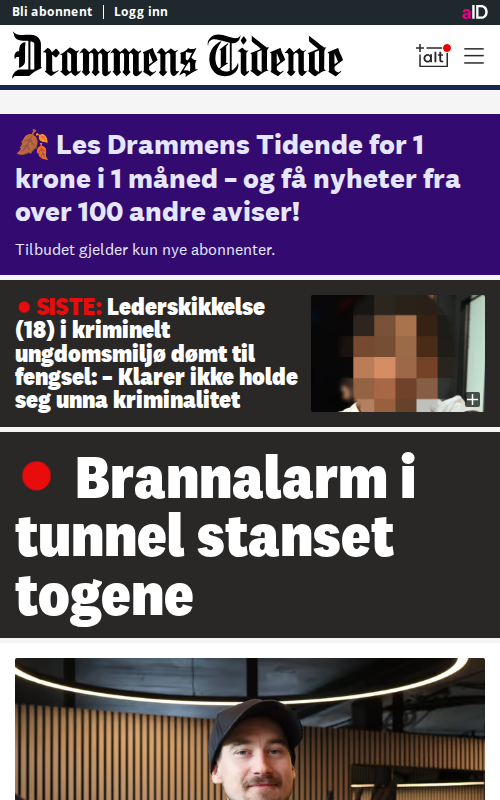 Bli abonnent | Logg inn
aID
Drammens Tidende
+alt
Les Drammens Tidende for 1
krone i 1 måned – og få nyheter fra
over 100 andre aviser!
Tilbudet gjelder kun nye abonnenter.
SISTE: Lederskikkelse
(18) i kriminelt
ungdomsmiljø dømt til
fengsel: – Klarer ikke holde
seg unna kriminalitet
Brannalarm i
tunnel stanset
togene